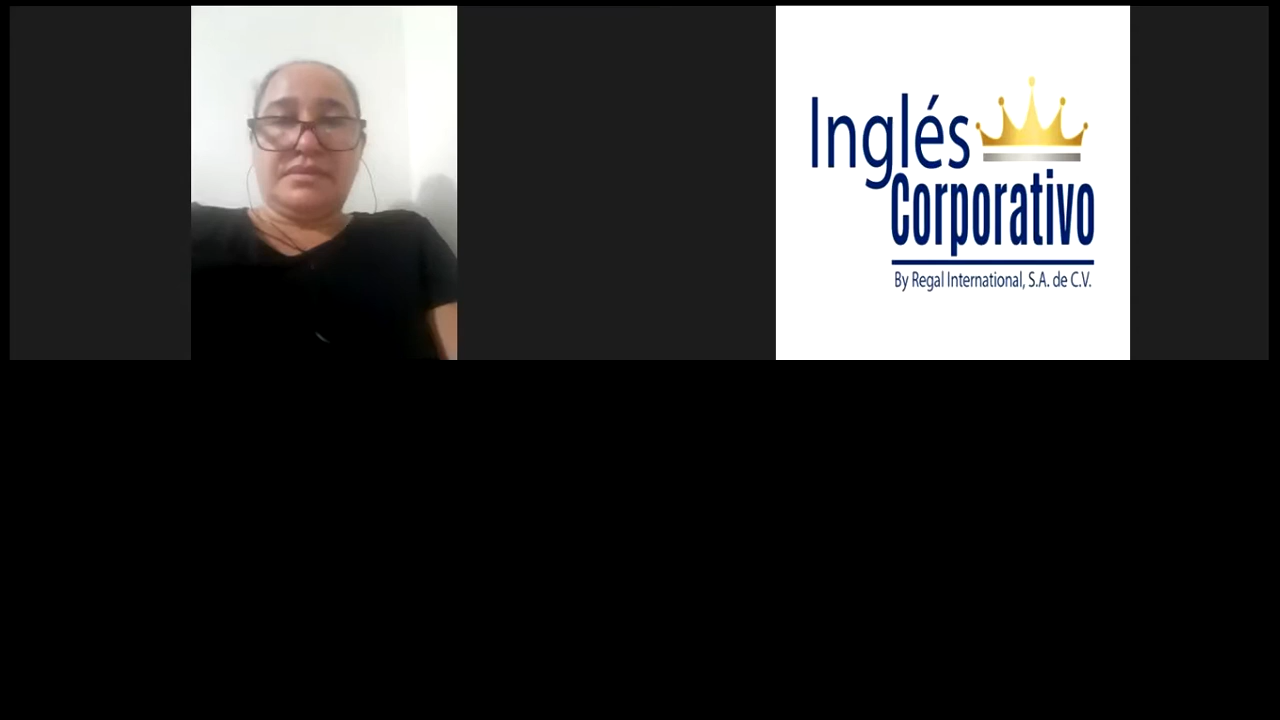 Inglés
Corporativo
By Regal International, S.A. de C.V.